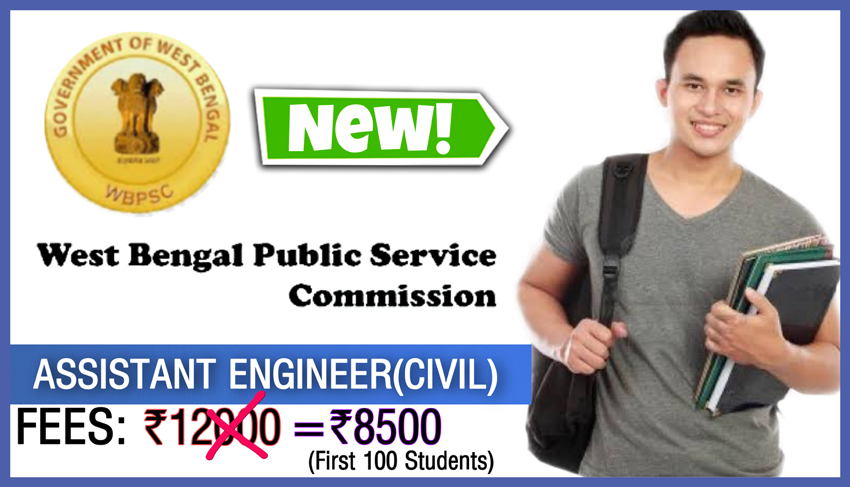 GOVERNMENT OF WEST BENGAL
WBPSC
New!
West Bengal Public Service
Commission
ASSISTANT ENGINEER(CIVIL)
FEES: ₹12000 =₹8500
(First 100 Students)